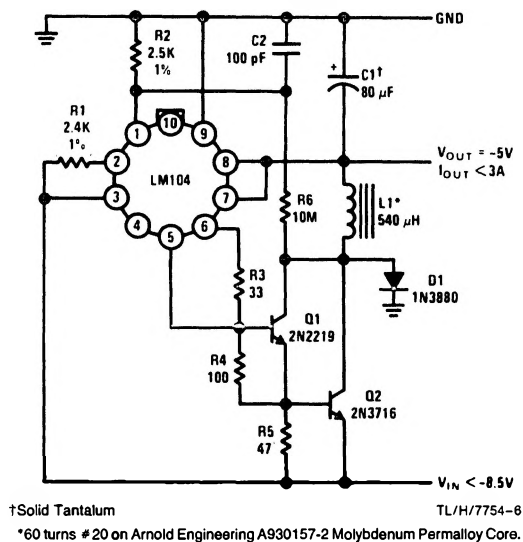 GND
R2
2.5K
1%
C2
100 pF
+
C1†
80 µF
R1
2.4K
1%
10
1
9
2
8
LM104
3
7
4
6
5
VOUT = -5V
IOUT < 3A
R6
10M
L1*
540 µH
R3
33
D1
1N3880
Q1
2N2219
R4
100
Q2
2N3716
R5
47
VIN < -8.5V
†Solid Tantalum
TL/H/7754-6
*60 turns #20 on Arnold Engineering A930157-2 Molybdenum Permalloy Core.